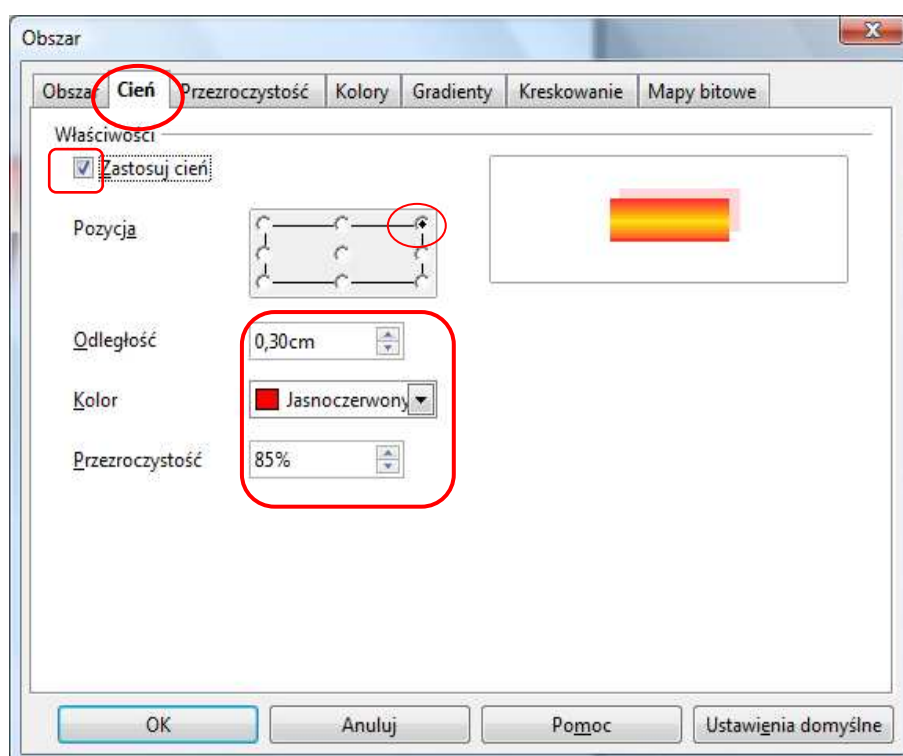 Obszar
Obszar Cień Przezroczystość Kolory Gradienty Kreskowanie Mapy bitowe
Właściwości
Zastosuj cień
Pozycja
Odległość 0,30cm
Kolor Jasnoczerwony
Przezroczystość 85%
OK Anuluj Pomoc Ustawienia domyślne